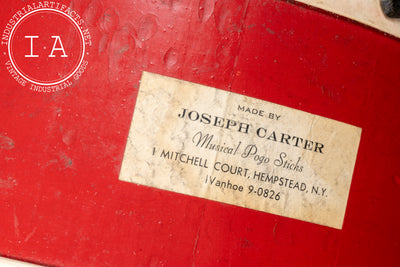 INDUSTRIALARTIFACTS.NET
I·A
VINTAGE INDUSTRIAL GOODS
MADE BY
JOSEPH CARTER
Musical Pogo Sticks
1 MITCHELL COURT, HEMPSTEAD, N.Y.
IVanhoe 9-0826